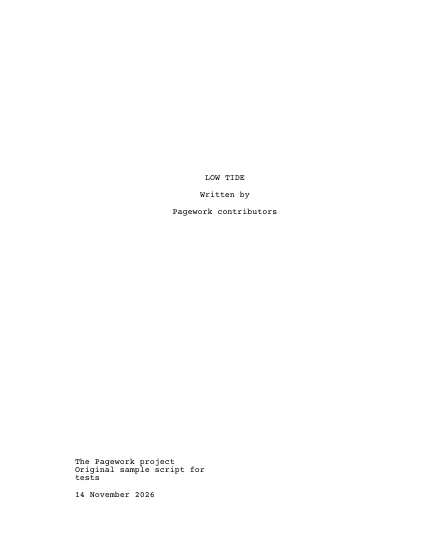 LOW TIDE
Written by
Pagework contributors
The Pagework project
Original sample script for
tests
14 November 2026